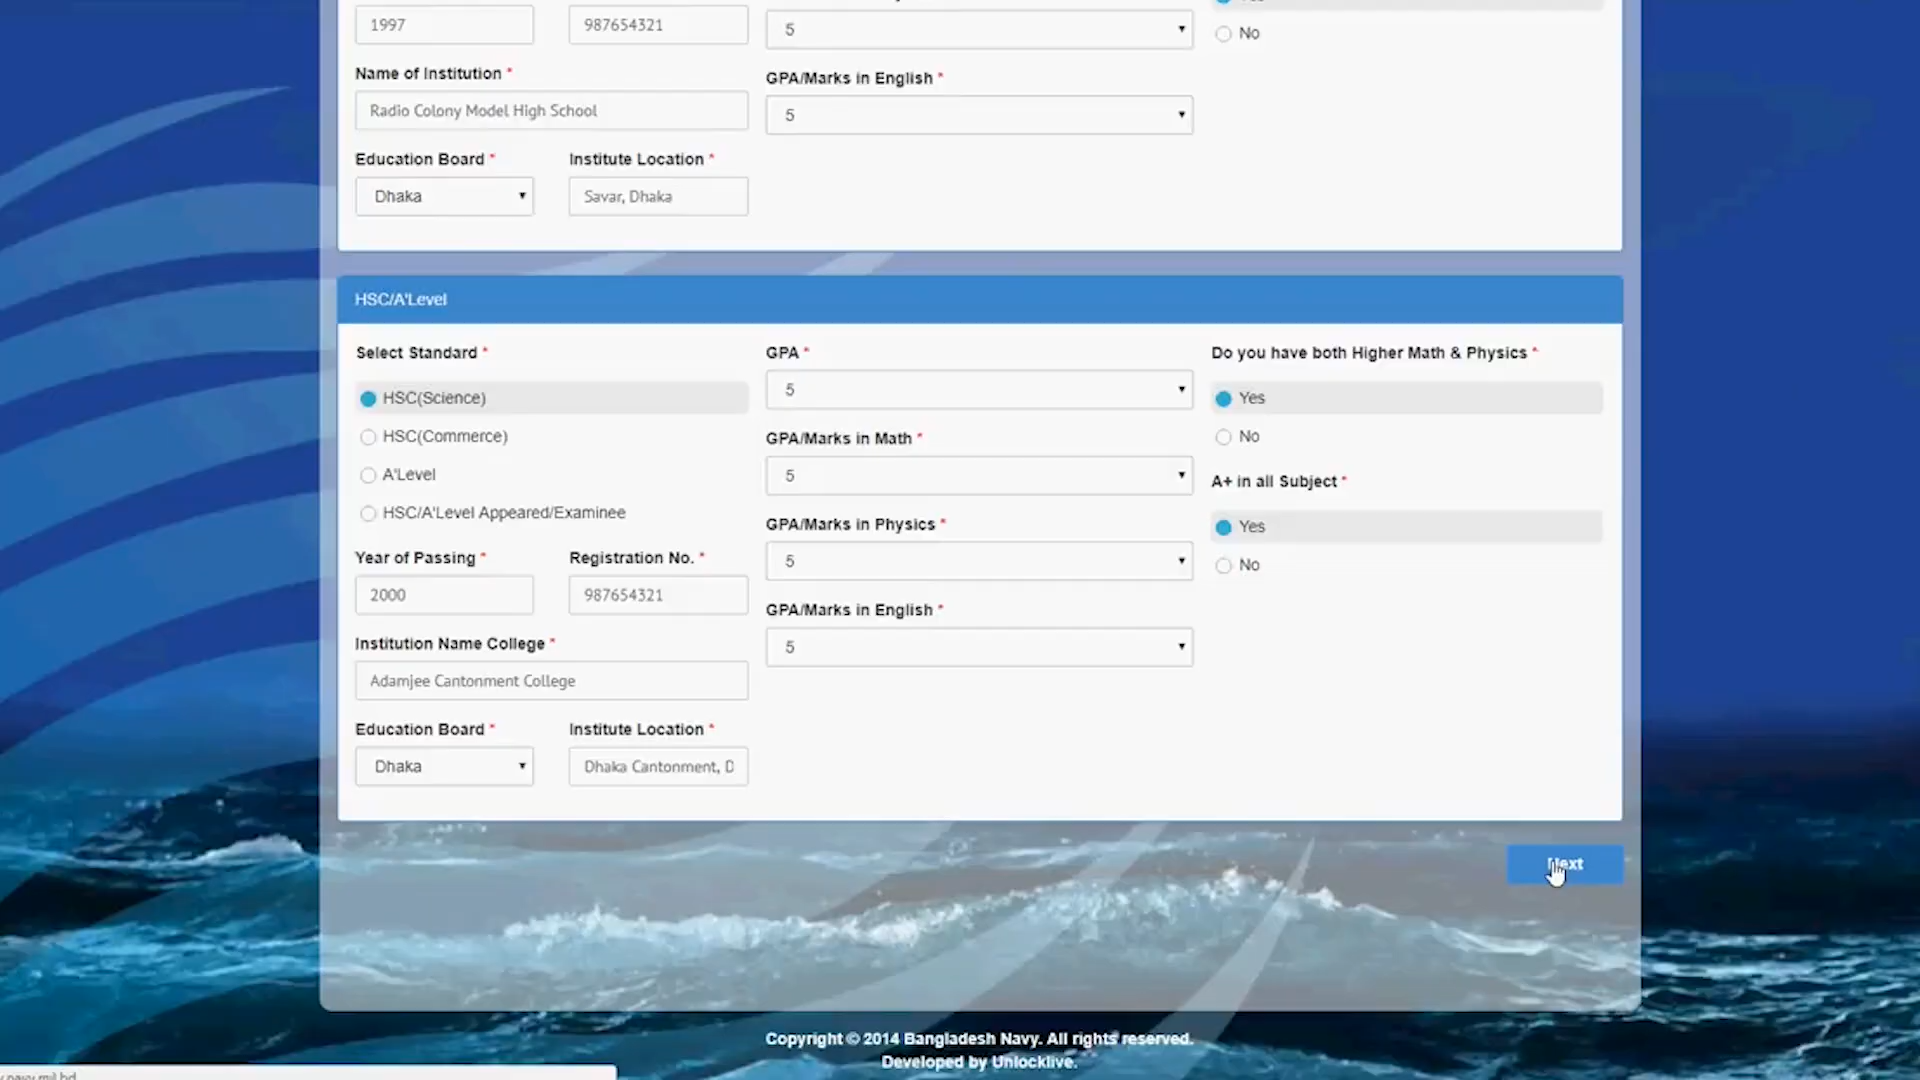 1997
987654321
5
No
Name of Institution *
Radio Colony Model High School
GPA/Marks in English *
5
Education Board *
Institute Location *
Dhaka
Savar, Dhaka
HSC/A'Level
Select Standard *
HSC(Science)
HSC(Commerce)
A'Level
HSC/A'Level Appeared/Examinee
Year of Passing *
Registration No. *
2000
987654321
Institution Name College *
Adamjee Cantonment College
Education Board *
Institute Location *
Dhaka
Dhaka Cantonment, D
GPA *
5
GPA/Marks in Math *
5
GPA/Marks in Physics *
5
GPA/Marks in English *
5
Do you have both Higher Math & Physics *
Yes
No
A+ in all Subject *
Yes
No
Next
Copyright © 2014 Bangladesh Navy. All rights reserved.
Developed by Unlocklive.